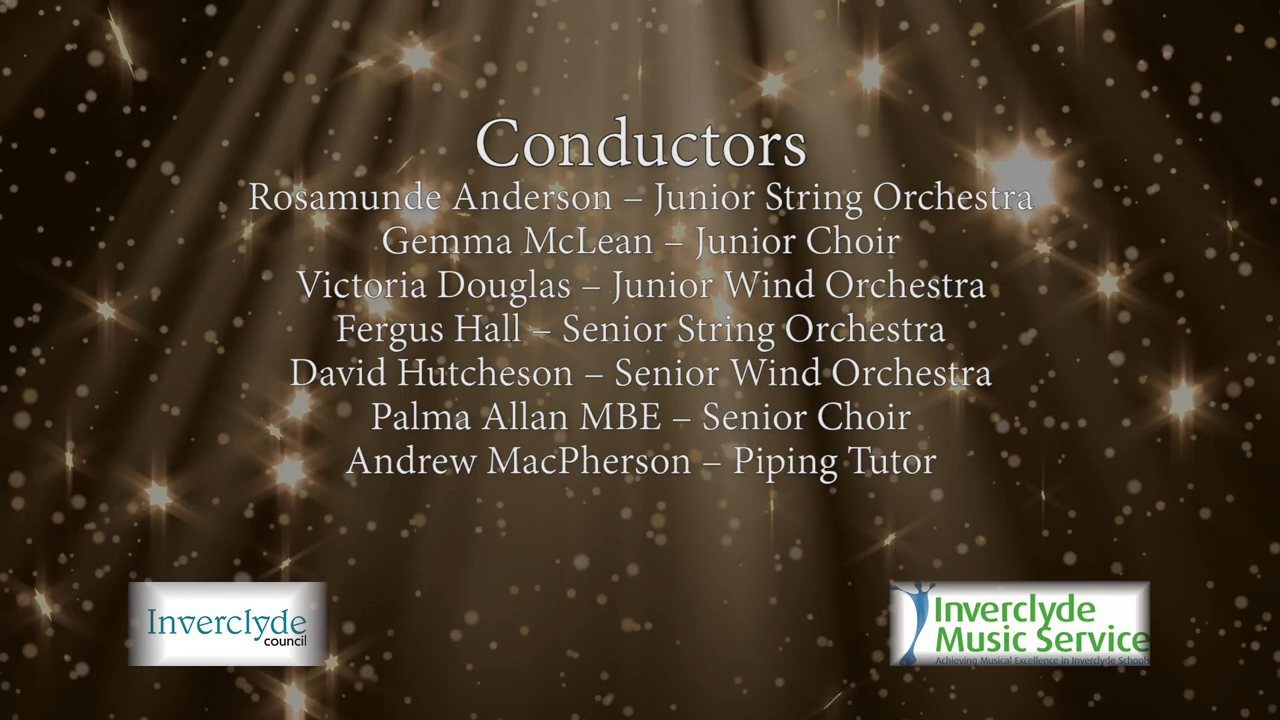 Conductors
Rosamunde Anderson – Junior String Orchestra
Gemma McLean – Junior Choir
Victoria Douglas – Junior Wind Orchestra
Fergus Hall – Senior String Orchestra
David Hutcheson – Senior Wind Orchestra
Palma Allan MBE – Senior Choir
Andrew MacPherson – Piping Tutor
Inverclyde
council
Inverclyde
Music Service
Achieving Musical Excellence in Inverclyde Schools